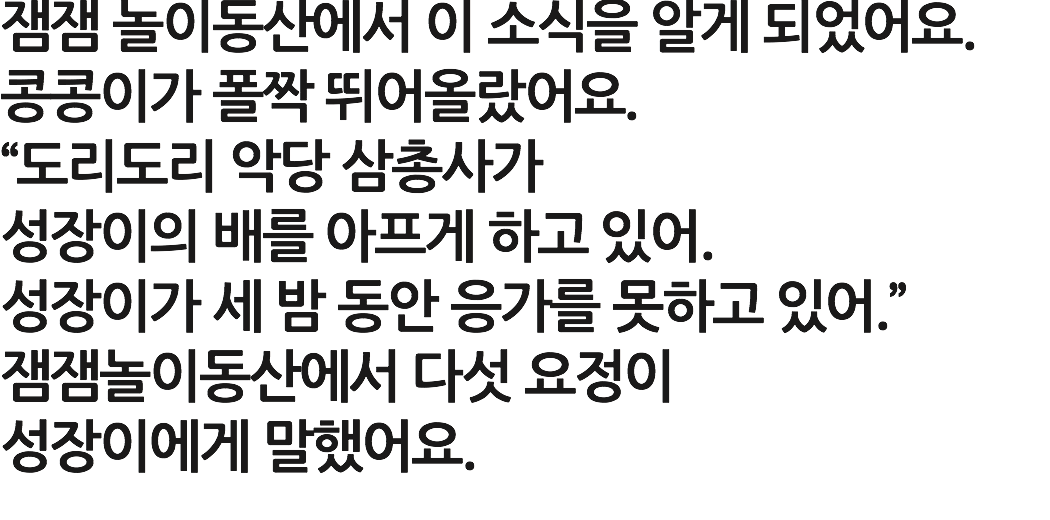 잼잼 놀이동산에서 이 소식을 알게 되었어요.
콩콩이가 폴짝 뛰어올랐어요.
“도리도리 악당 삼총사가
성장이의 배를 아프게 하고 있어.
성장이가 세 밤 동안 응가를 못하고 있어.”
잼잼놀이동산에서 다섯 요정이
성장이에게 말했어요.